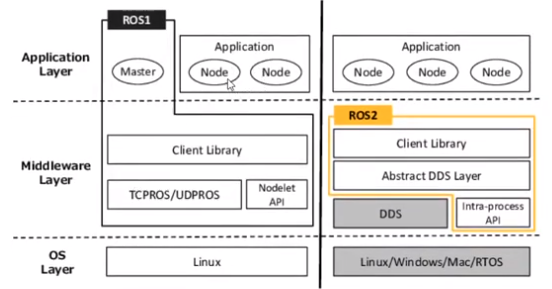 ROS1
Application
Layer
Master
Application
Node
Node
Application
Node
Node
Node
Middleware
Layer
Client Library
TCPROS/UDPROS
Nodelet
API
ROS2
Client Library
Abstract DDS Layer
DDS
Intra-process
API
OS
Layer
Linux
Linux/Windows/Mac/RTOS